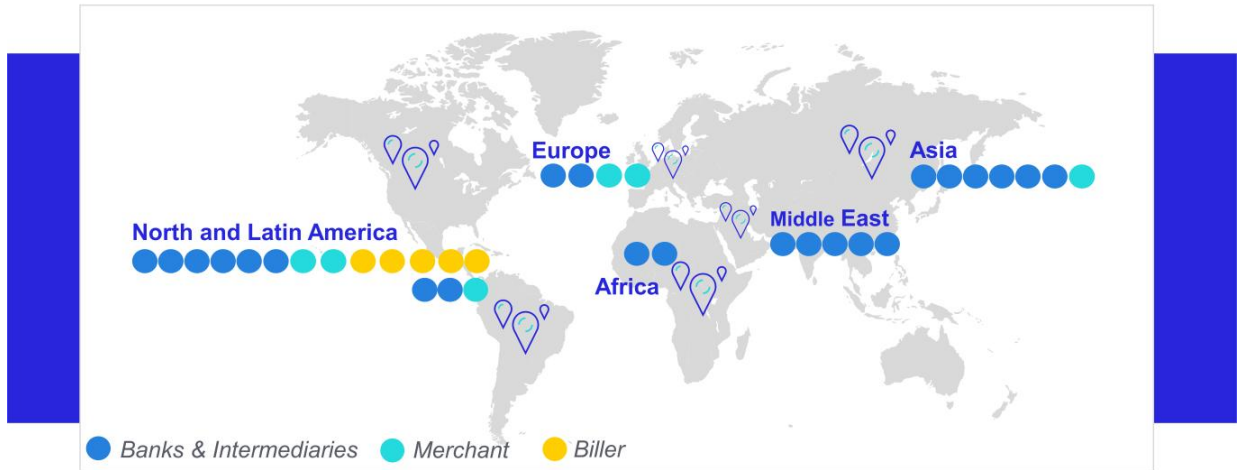 Europe
Asia
North and Latin America
Middle East
Africa
Banks & Intermediaries
Merchant
Biller